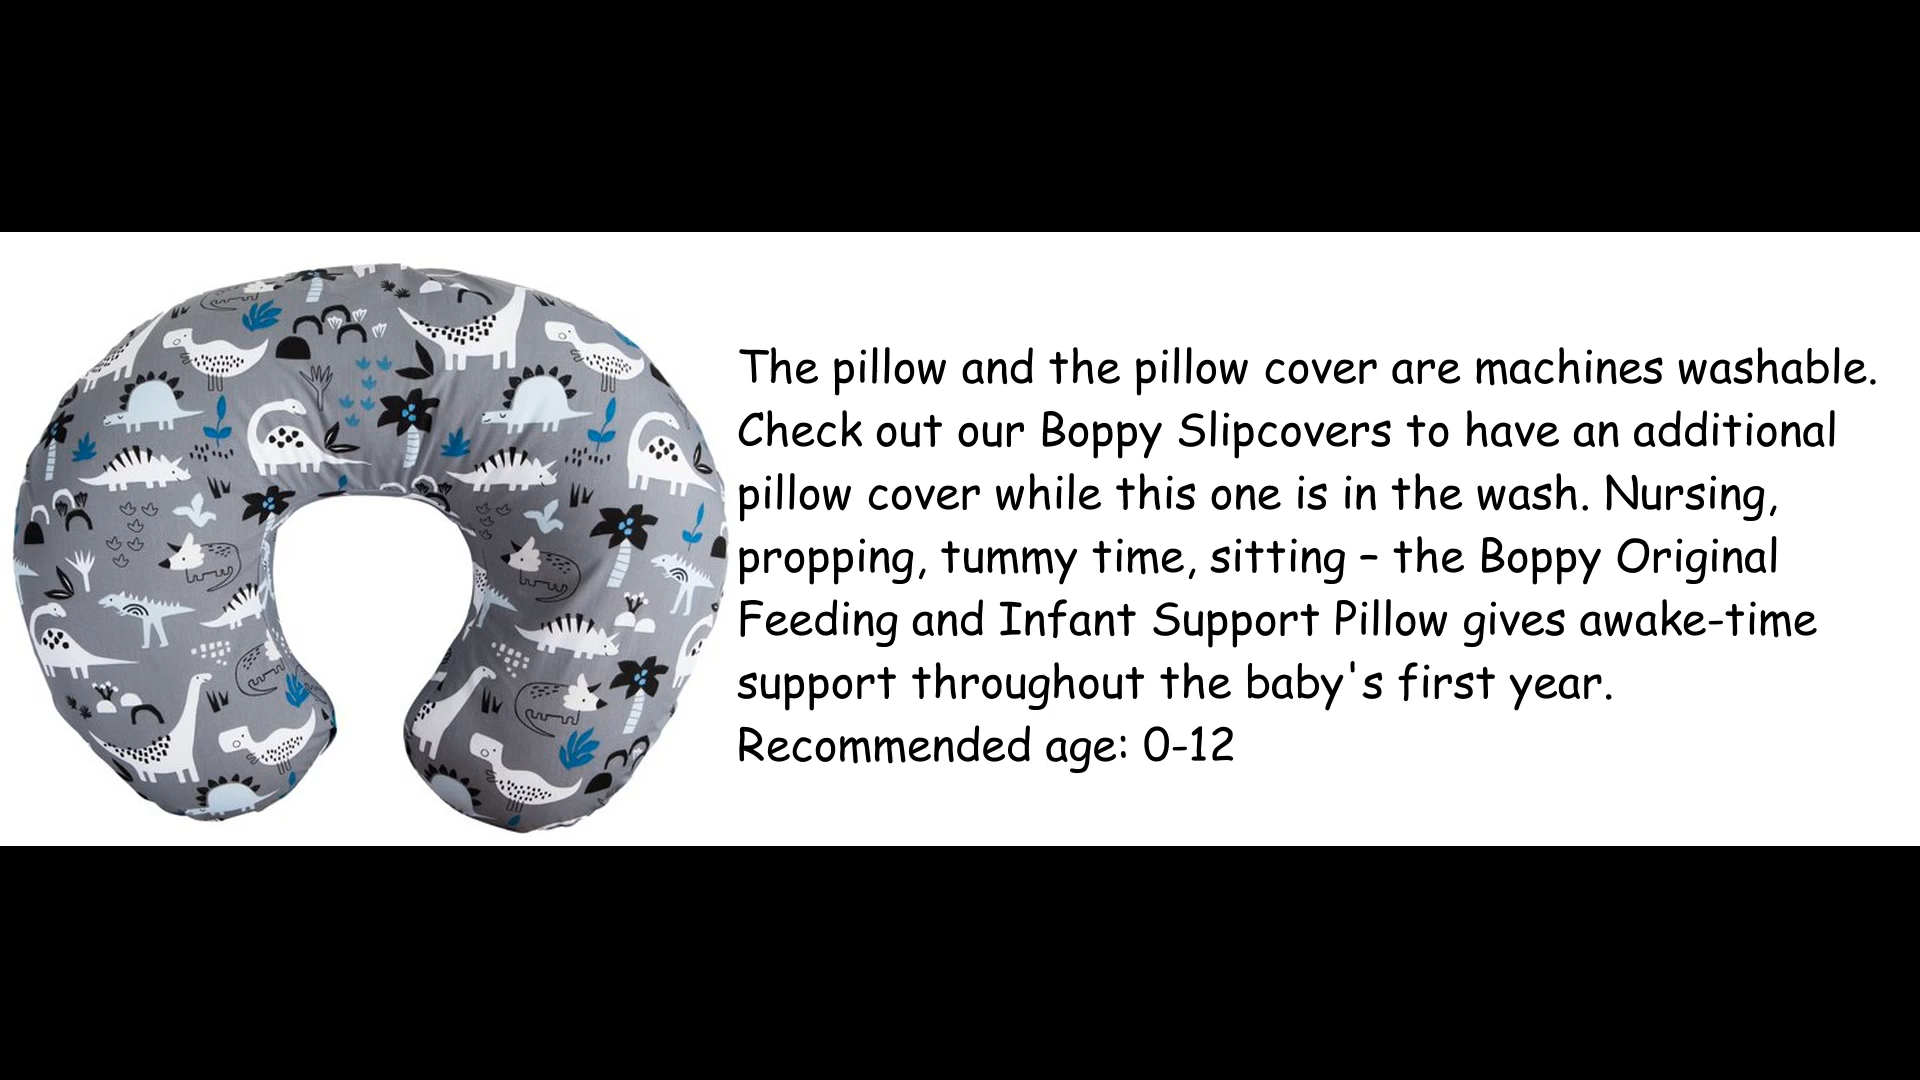 The pillow and the pillow cover are machines washable.
Check out our Boppy Slipcovers to have an additional
pillow cover while this one is in the wash. Nursing,
propping, tummy time, sitting – the Boppy Original
Feeding and Infant Support Pillow gives awake-time
support throughout the baby's first year.
Recommended age: 0-12